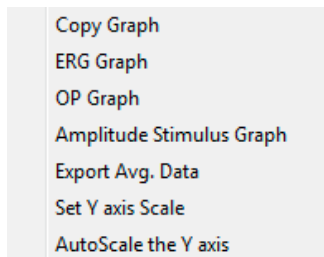 Copy Graph
ERG Graph
OP Graph
Amplitude Stimulus Graph
Export Avg. Data
Set Y axis Scale
AutoScale the Y axis